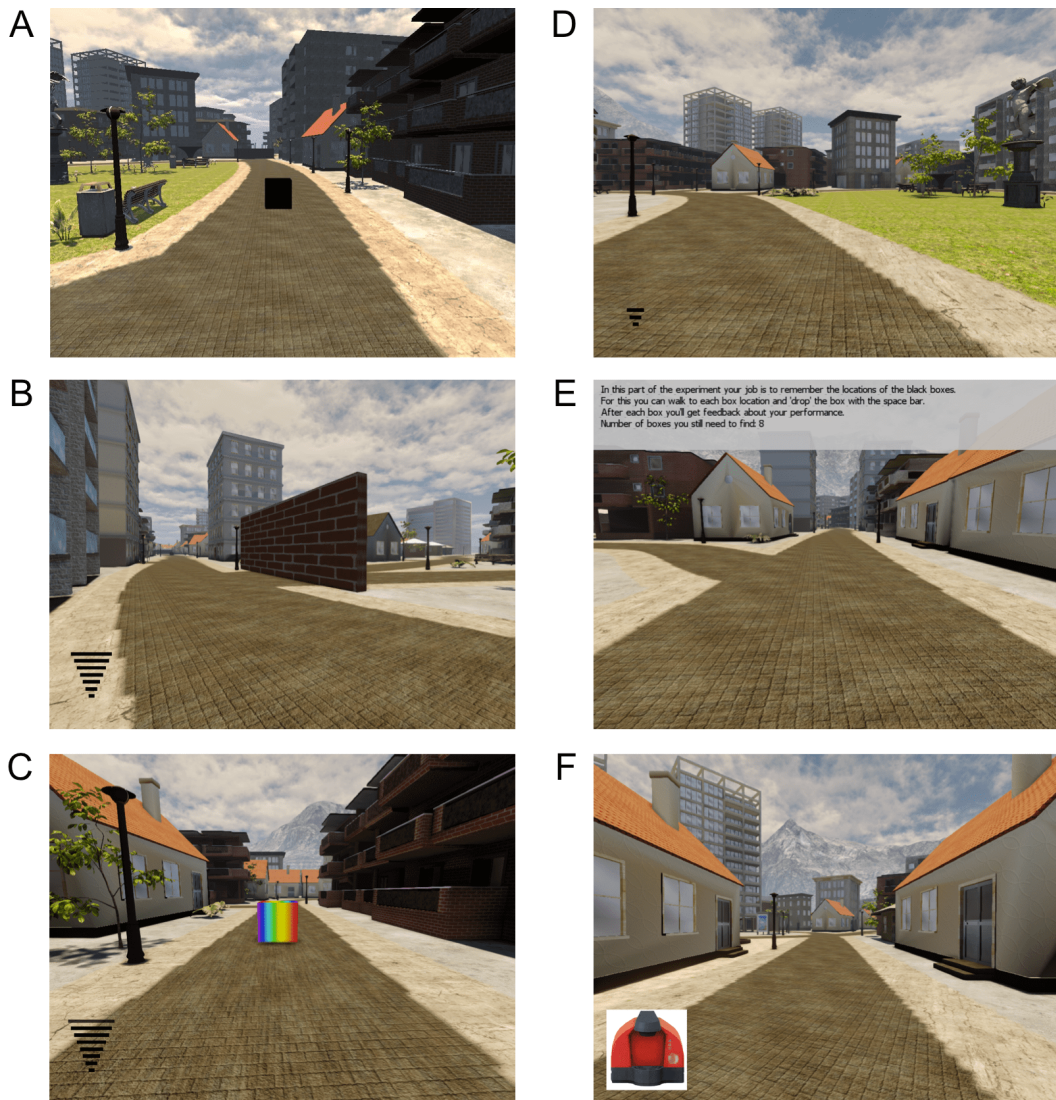 A
D
B
E
In this part of the experiment your job is to remember the locations of the black boxes.
For this you can walk to each box location and 'drop' the box with the space bar.
After each box you'll get feedback about your performance.
Number of boxes you still need to find: 8
C
F